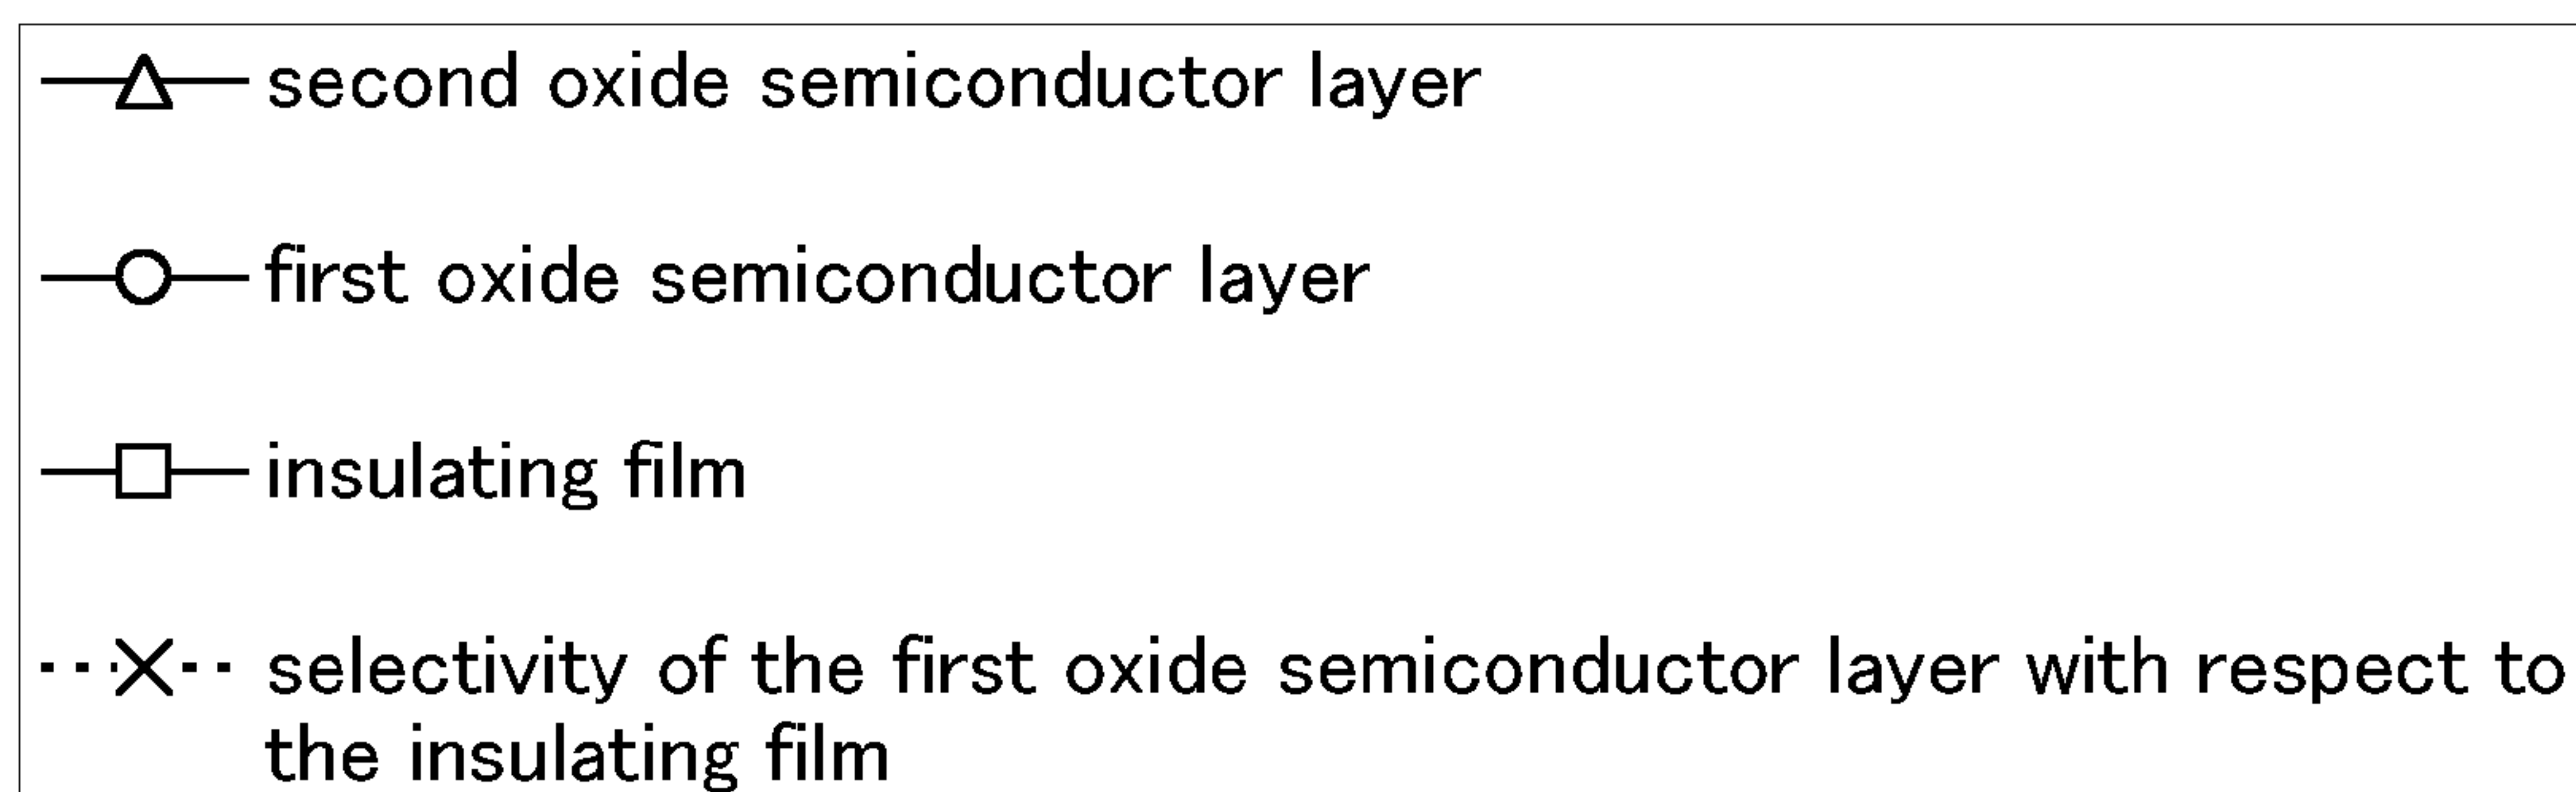 second oxide semiconductor layer
first oxide semiconductor layer
insulating film
selectivity of the first oxide semiconductor layer with respect to
the insulating film